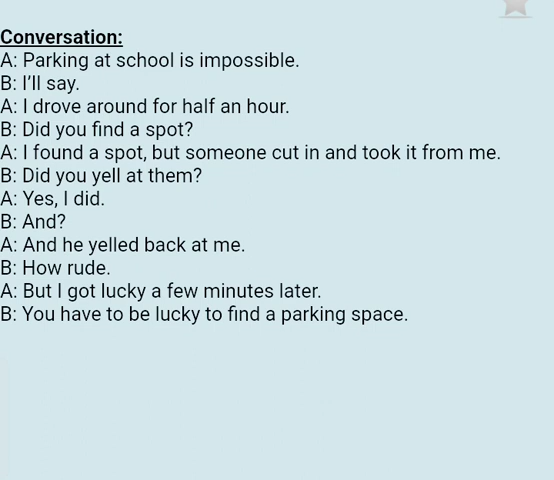 Conversation:
A: Parking at school is impossible.
B: I'll say.
A: I drove around for half an hour.
B: Did you find a spot?
A: I found a spot, but someone cut in and took it from me.
B: Did you yell at them?
A: Yes, I did.
B: And?
A: And he yelled back at me.
B: How rude.
A: But I got lucky a few minutes later.
B: You have to be lucky to find a parking space.